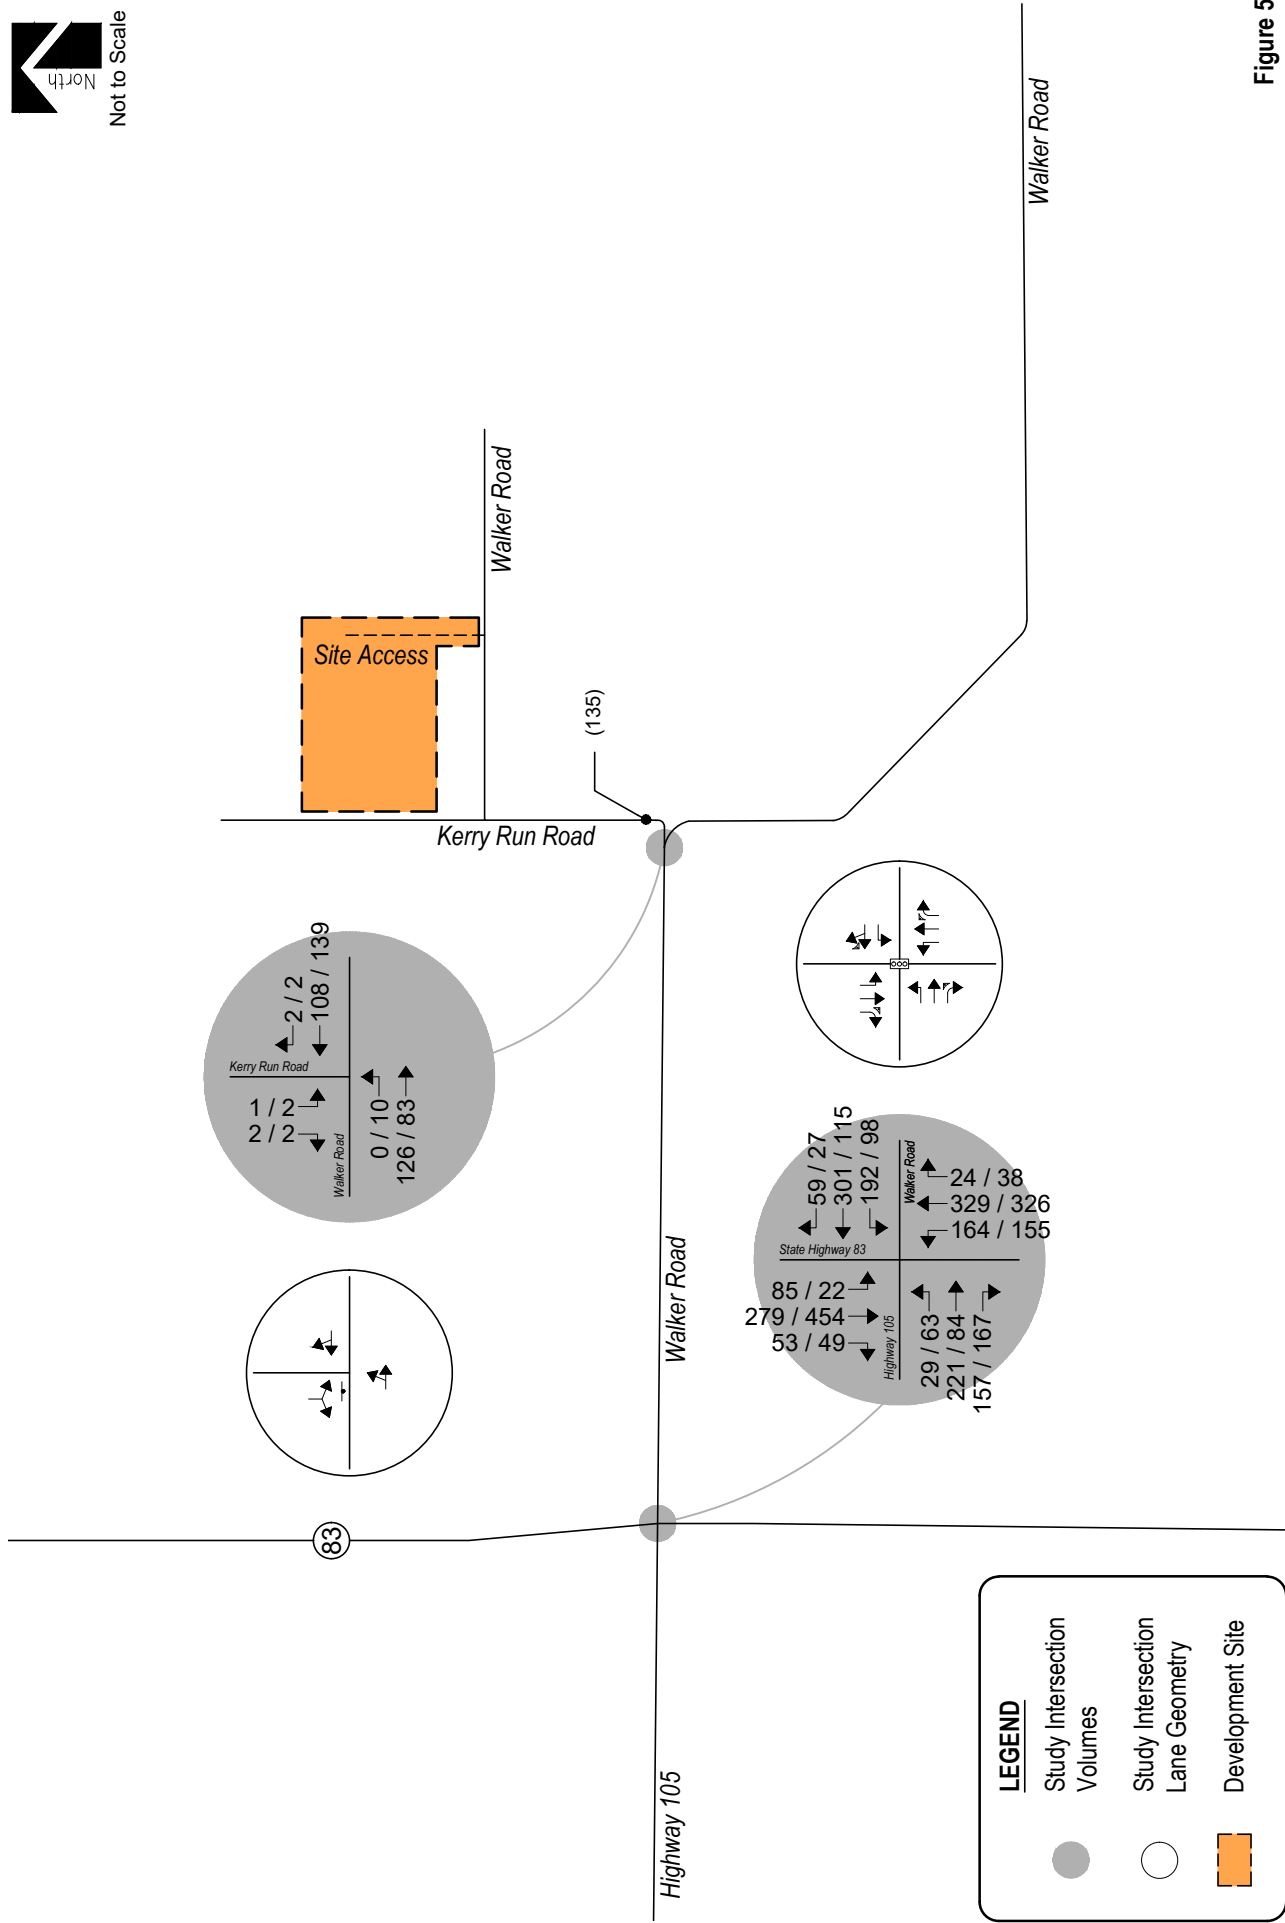 North
Not to Scale
Figure 5
Walker Road
Walker Road
Site Access
(135)
Kerry Run Road
2 / 2
108 / 139
Kerry Run Road
1 / 2
2 / 2
Walker Road
0 / 10
126 / 83
Walker Road
59 / 27
301 / 115
192 / 98
State Highway 83
Walker Road
24 / 38
329 / 326
164 / 155
85 / 22
279 / 454
53 / 49
Highway 105
29 / 63
221 / 84
157 / 167
83
Highway 105
LEGEND
Study Intersection
Volumes
Study Intersection
Lane Geometry
Development Site